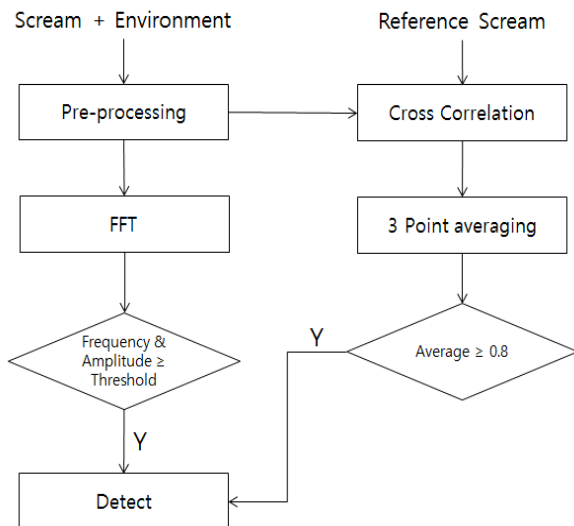 Scream + Environment
Reference Scream
Pre-processing
Cross Correlation
FFT
3 Point averaging
Frequency &
Amplitude ≥
Threshold
Y
Average ≥ 0.8
Y
Detect